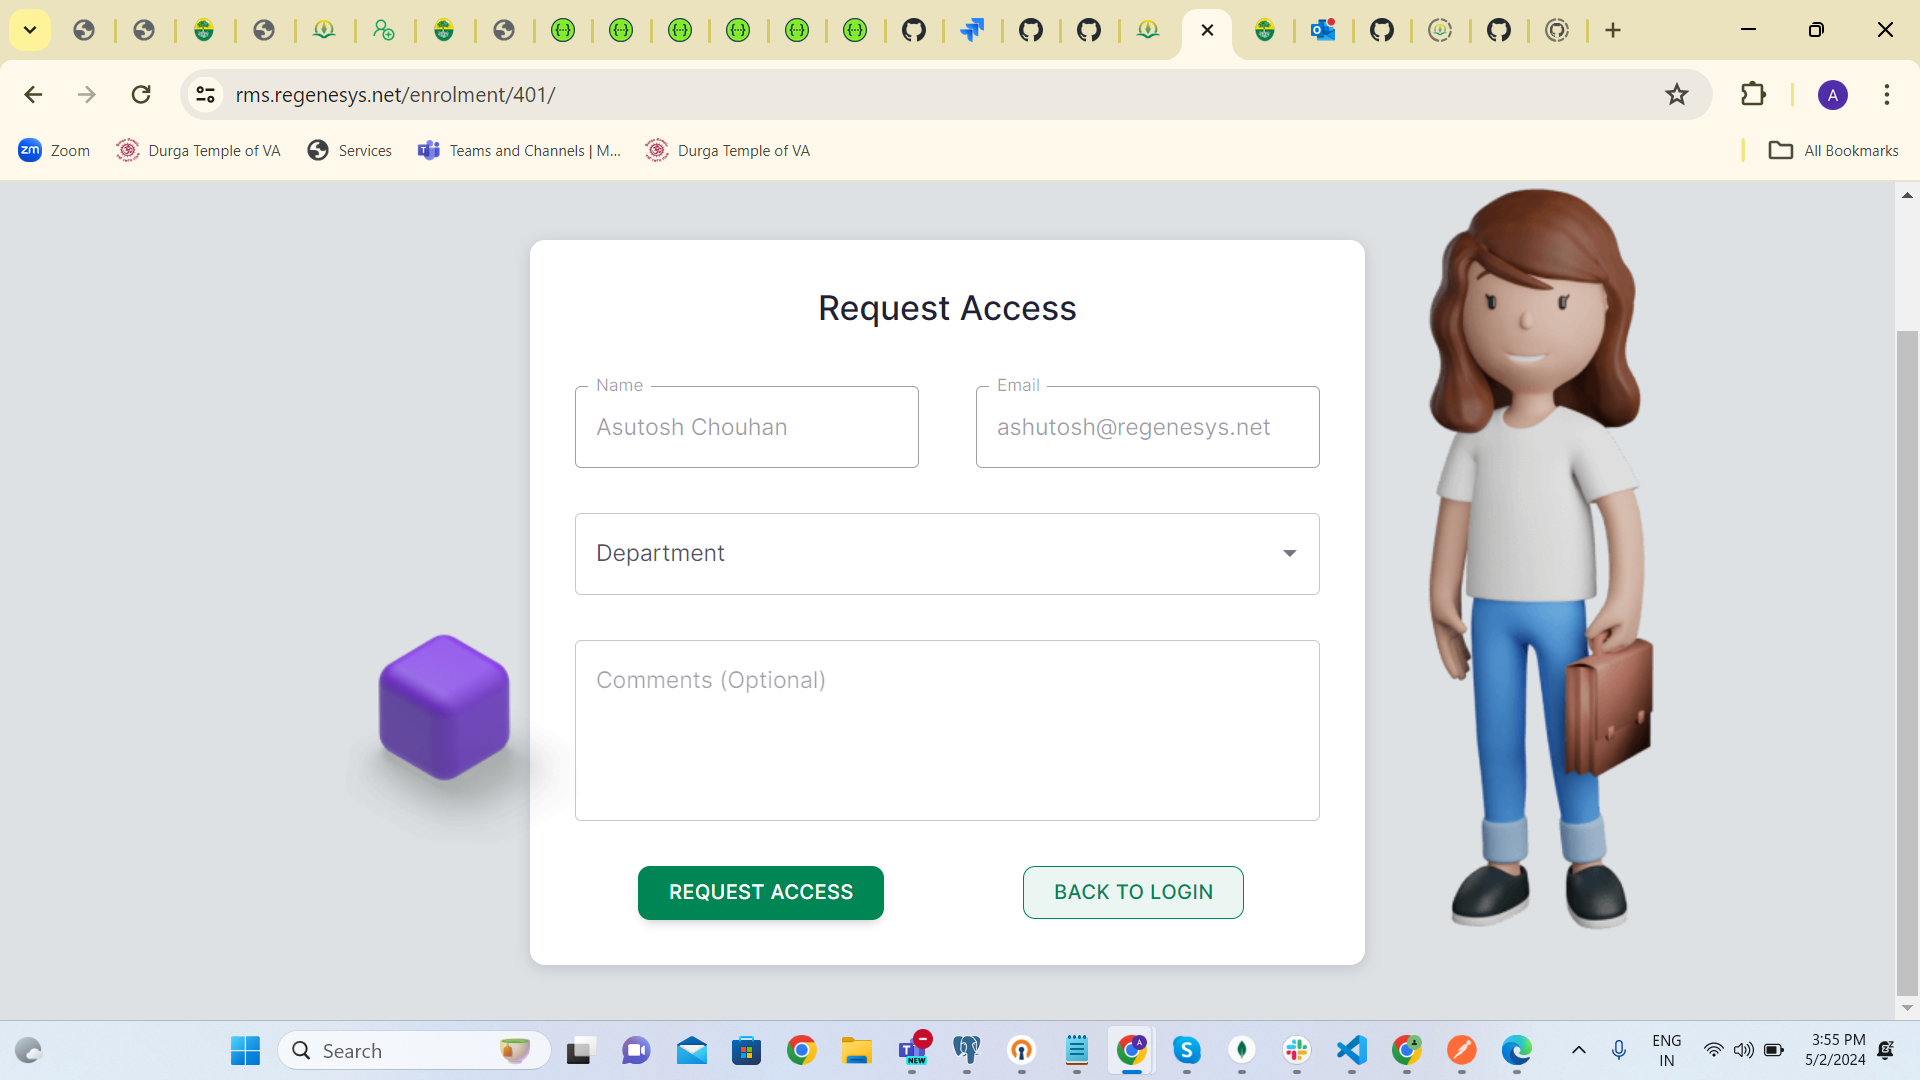 rms.regenesys.net/enrolment/401/
A
zm Zoom
Durga Temple of VA
Services
Teams and Channels | M...
Durga Temple of VA
All Bookmarks
Request Access
Name
Asutosh Chouhan
Email
ashutosh@regenesys.net
Department
Comments (Optional)
REQUEST ACCESS
BACK TO LOGIN
Search
NEW
ENG
IN
3:55 PM
5/2/2024